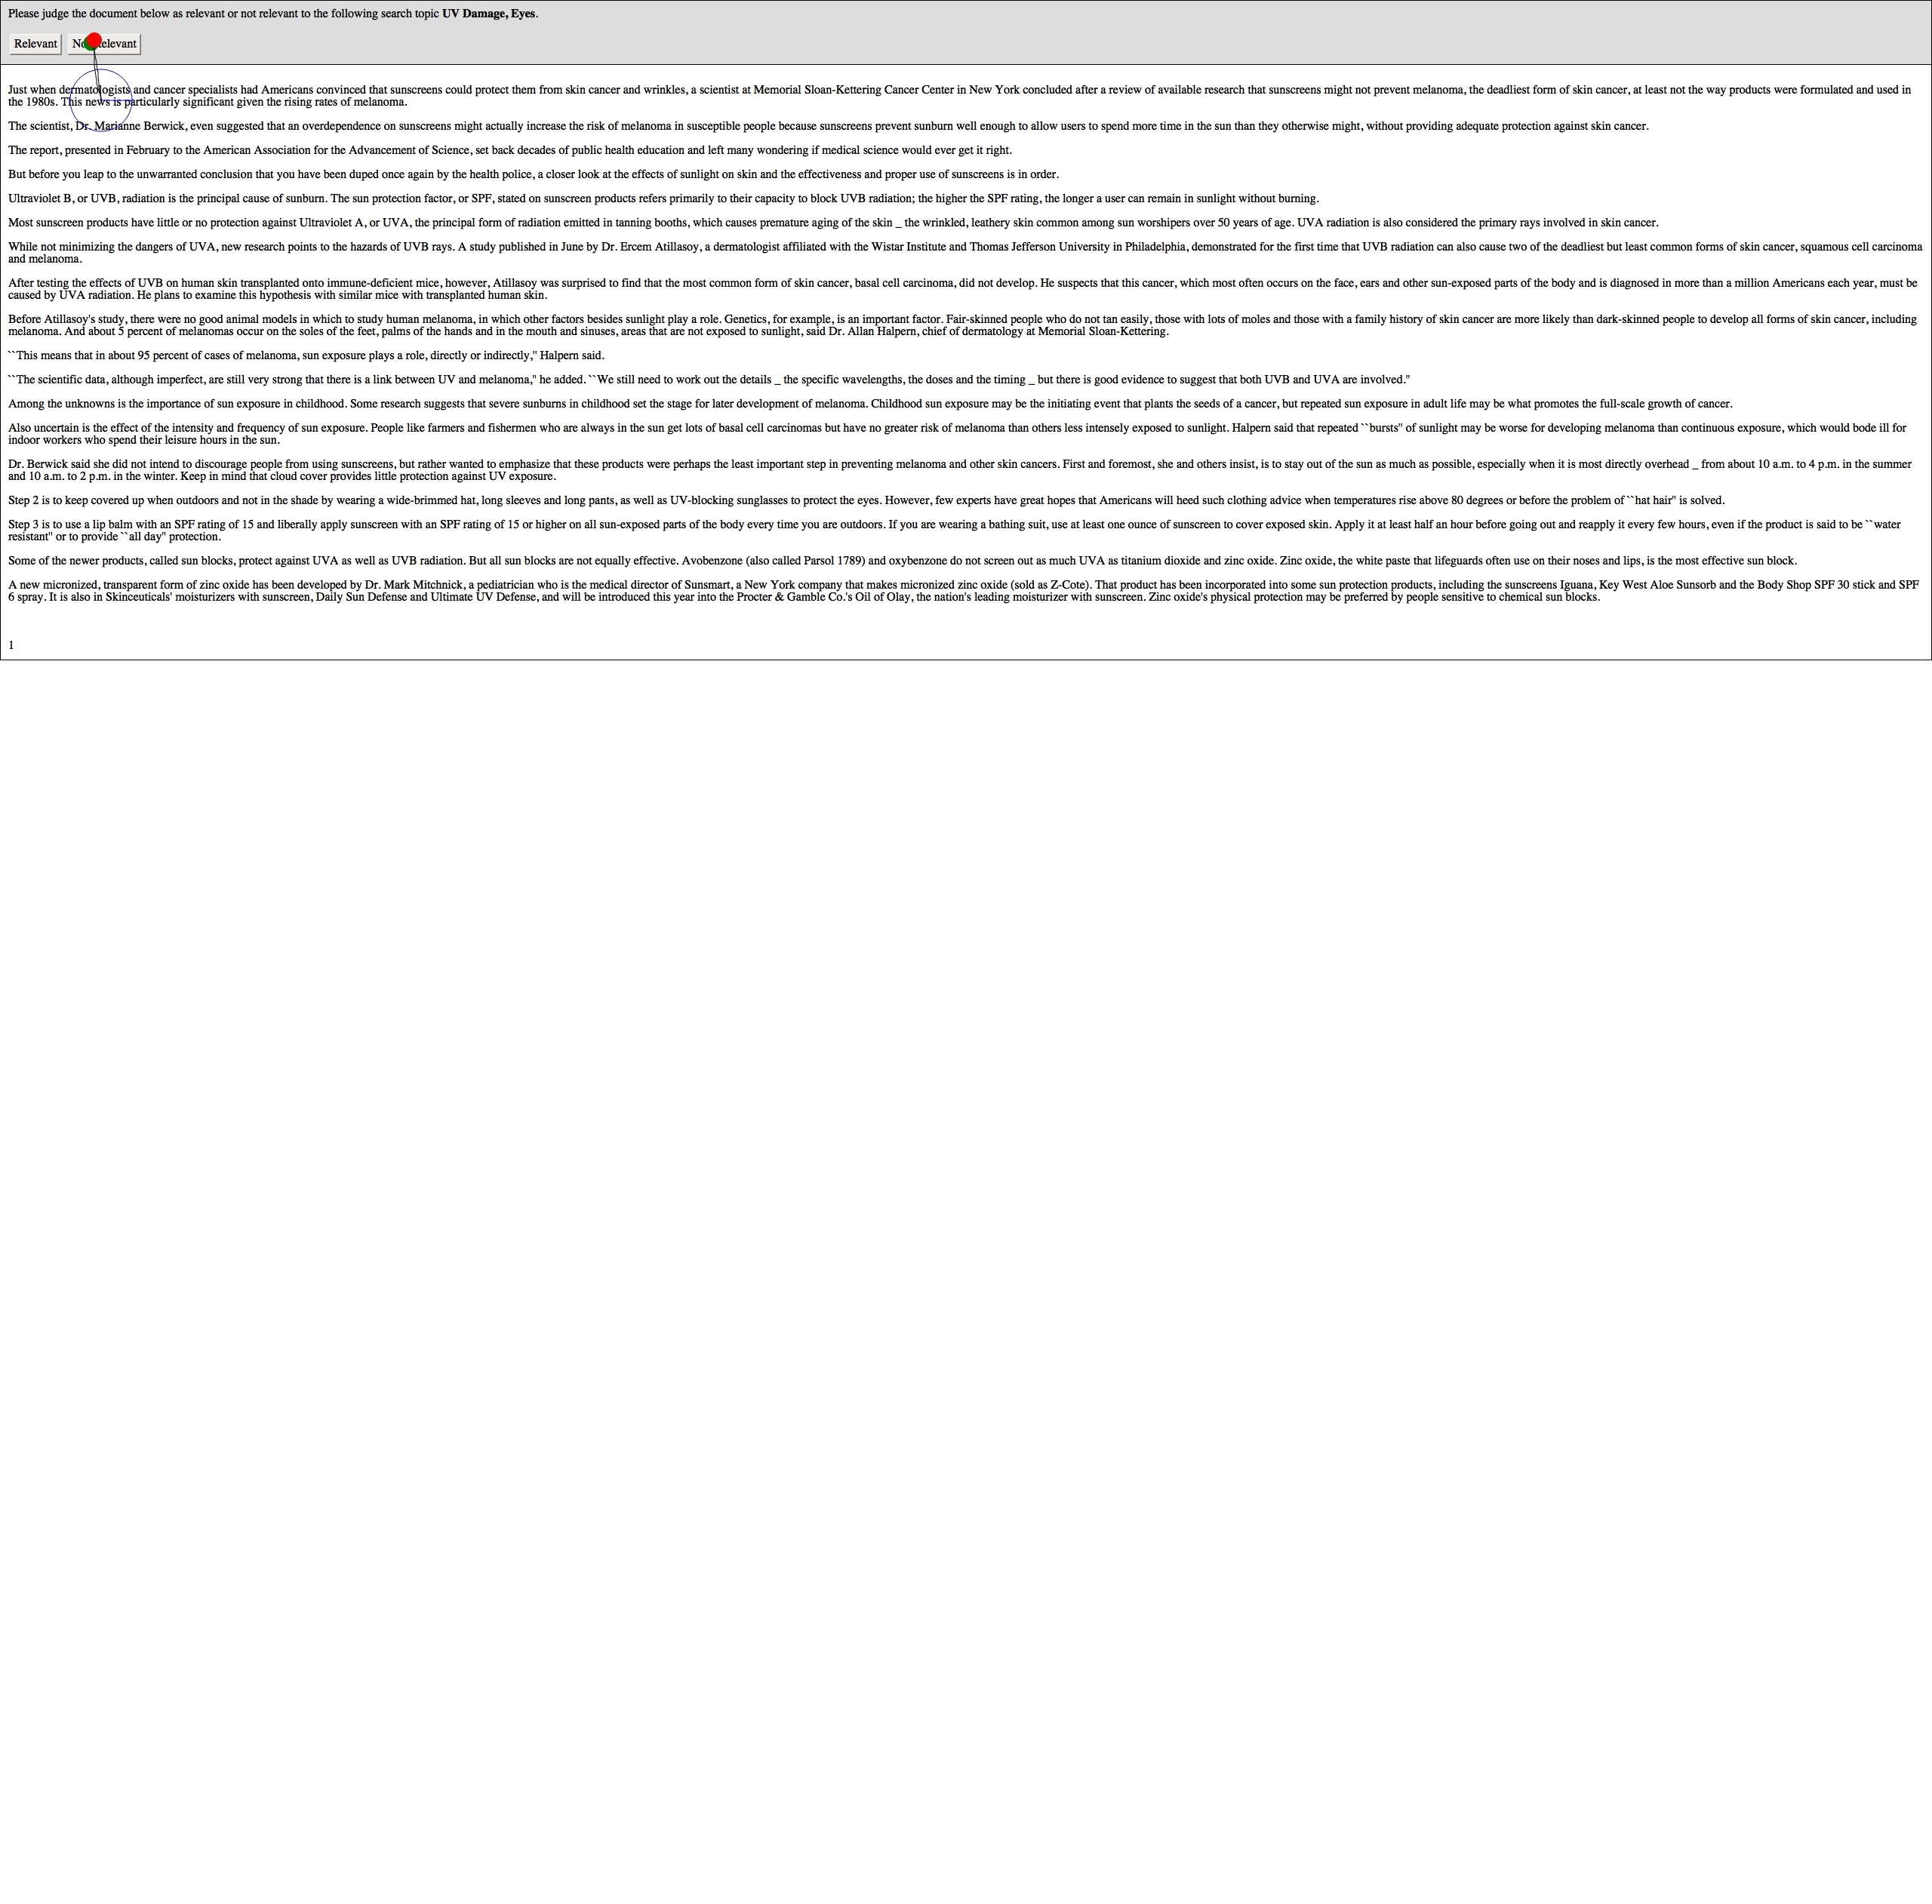 Please judge the document below as relevant or not relevant to the following search topic UV Damage, Eyes.
Relevant
Just when dermatologists and cancer specialists had Americans convinced that sunscreens could protect them from skin cancer and wrinkles, a scientist at Memorial Sloan-Kettering Cancer Center in New York concluded after a review of available research that sunscreens might not prevent melanoma, the deadliest form of skin cancer, at least not the way products were formulated and used in
the 1980s. This news is particularly significant given the rising rates of melanoma.
The scientist, Dr. Marianne Berwick, even suggested that an overdependence on sunscreens might actually increase the risk of melanoma in susceptible people because sunscreens prevent sunburn well enough to allow users to spend more time in the sun than they otherwise might, without providing adequate protection against skin cancer.
The report, presented in February to the American Association for the Advancement of Science, set back decades of public health education and left many wondering if medical science would ever get it right.
But before you leap to the unwarranted conclusion that you have been duped once again by the health police, a closer look at the effects of sunlight on skin and the effectiveness and proper use of sunscreens is in order.
Ultraviolet B, or UVB, radiation is the principal cause of sunburn. The sun protection factor, or SPF, stated on sunscreen products refers primarily to their capacity to block UVB radiation; the higher the SPF rating, the longer a user can remain in sunlight without burning.
Most sunscreen products have little or no protection against Ultraviolet A, or UVA, the principal form of radiation emitted in tanning booths, which causes premature aging of the skin _ the wrinkled, leathery skin common among sun worshipers over 50 years of age. UVA radiation is also considered the primary rays involved in skin cancer.
While not minimizing the dangers of UVA, new research points to the hazards of UVB rays. A study published in June by Dr. Ercem Atillasoy, a dermatologist affiliated with the Wistar Institute and Thomas Jefferson University in Philadelphia, demonstrated for the first time that UVB radiation can also cause two of the deadliest but least common forms of skin cancer, squamous cell carcinoma
and melanoma.
After testing the effects of UVB on human skin transplanted onto immune-deficient mice, however, Atillasoy was surprised to find that the most common form of skin cancer, basal cell carcinoma, did not develop. He suspects that this cancer, which most often occurs on the face, ears and other sun-exposed parts of the body and is diagnosed in more than a million Americans each year, must be
caused by UVA radiation. He plans to examine this hypothesis with similar mice with transplanted human skin.
Before Atillasoy's study, there were no good animal models in which to study human melanoma, in which other factors besides sunlight play a role. Genetics, for example, is an important factor. Fair-skinned people who do not tan easily, those with lots of moles and those with a family history of skin cancer are more likely than dark-skinned people to develop all forms of skin cancer, including
melanoma. And about 5 percent of melanomas occur on the soles of the feet, palms of the hands and in the mouth and sinuses, areas that are not exposed to sunlight, said Dr. Allan Halpern, chief of dermatology at Memorial Sloan-Kettering.
``This means that in about 95 percent of cases of melanoma, sun exposure plays a role, directly or indirectly,'' Halpern said.
``The scientific data, although imperfect, are still very strong that there is a link between UV and melanoma,'' he added. ``We still need to work out the details _ the specific wavelengths, the doses and the timing _ but there is good evidence to suggest that both UVB and UVA are involved.''
Among the unknowns is the importance of sun exposure in childhood. Some research suggests that severe sunburns in childhood set the stage for later development of melanoma. Childhood sun exposure may be the initiating event that plants the seeds of a cancer, but repeated sun exposure in adult life may be what promotes the full-scale growth of cancer.
Also uncertain is the effect of the intensity and frequency of sun exposure. People like farmers and fishermen who are always in the sun get lots of basal cell carcinomas but have no greater risk of melanoma than others less intensely exposed to sunlight. Halpern said that repeated ``bursts'' of sunlight may be worse for developing melanoma than continuous exposure, which would bode ill for
indoor workers who spend their leisure hours in the sun.
Dr. Berwick said she did not intend to discourage people from using sunscreens, but rather wanted to emphasize that these products were perhaps the least important step in preventing melanoma and other skin cancers. First and foremost, she and others insist, is to stay out of the sun as much as possible, especially when it is most directly overhead _ from about 10 a.m. to 4 p.m. in the summer
and 10 a.m. to 2 p.m. in the winter. Keep in mind that cloud cover provides little protection against UV exposure.
Step 2 is to keep covered up when outdoors and not in the shade by wearing a wide-brimmed hat, long sleeves and long pants, as well as UV-blocking sunglasses to protect the eyes. However, few experts have great hopes that Americans will heed such clothing advice when temperatures rise above 80 degrees or before the problem of ``hat hair'' is solved.
Step 3 is to use a lip balm with an SPF rating of 15 and liberally apply sunscreen with an SPF rating of 15 or higher on all sun-exposed parts of the body every time you are outdoors. If you are wearing a bathing suit, use at least one ounce of sunscreen to cover exposed skin. Apply it at least half an hour before going out and reapply it every few hours, even if the product is said to be ``water
resistant'' or to provide ``all day'' protection.
Some of the newer products, called sun blocks, protect against UVA as well as UVB radiation. But all sun blocks are not equally effective. Avobenzone (also called Parsol 1789) and oxybenzone do not screen out as much UVA as titanium dioxide and zinc oxide. Zinc oxide, the white paste that lifeguards often use on their noses and lips, is the most effective sun block.
A new micronized, transparent form of zinc oxide has been developed by Dr. Mark Mitchnick, a pediatrician who is the medical director of Sunsmart, a New York company that makes micronized zinc oxide (sold as Z-Cote). That product has been incorporated into some sun protection products, including the sunscreens Iguana, Key West Aloe Sunsorb and the Body Shop SPF 30 stick and SPF
6 spray. It is also in Skinceuticals' moisturizers with sunscreen, Daily Sun Defense and Ultimate UV Defense, and will be introduced this year into the Procter & Gamble Co.'s Oil of Olay, the nation's leading moisturizer with sunscreen. Zinc oxide's physical protection may be preferred by people sensitive to chemical sun blocks.
1